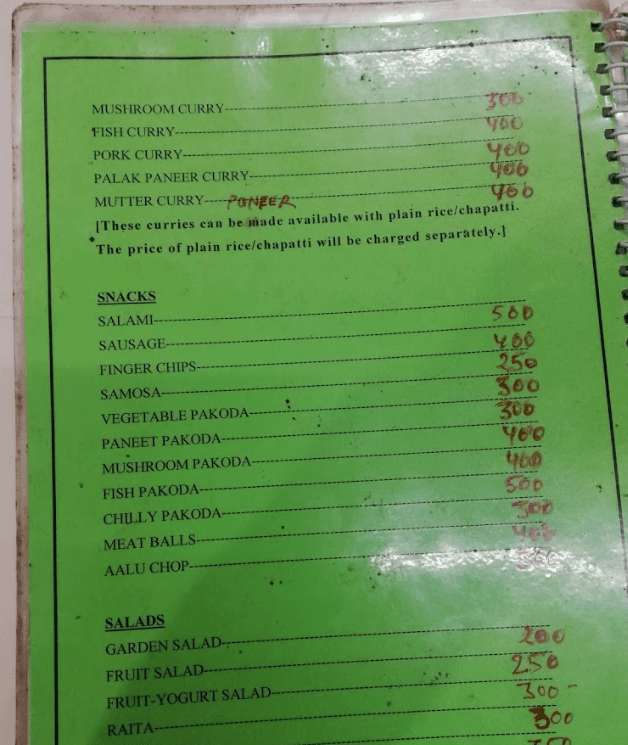 MUSHROOM CURRY 300
FISH CURRY 400
PORK CURRY 400
PALAK PANEER CURRY 400
MUTTER CURRY PANEER 400
[These curries can be made available with plain rice/chapatti.
The price of plain rice/chapatti will be charged separately.]
SNACKS
SALAMI 500
SAUSAGE 400
FINGER CHIPS 250
SAMOSA 300
VEGETABLE PAKODA 300
PANEET PAKODA 400
MUSHROOM PAKODA 400
FISH PAKODA 500
CHILLY PAKODA 300
MEAT BALLS 400
AALU CHOP
SALADS
GARDEN SALAD 200
FRUIT SALAD 250
FRUIT-YOGURT SALAD 300-
RAITA 300